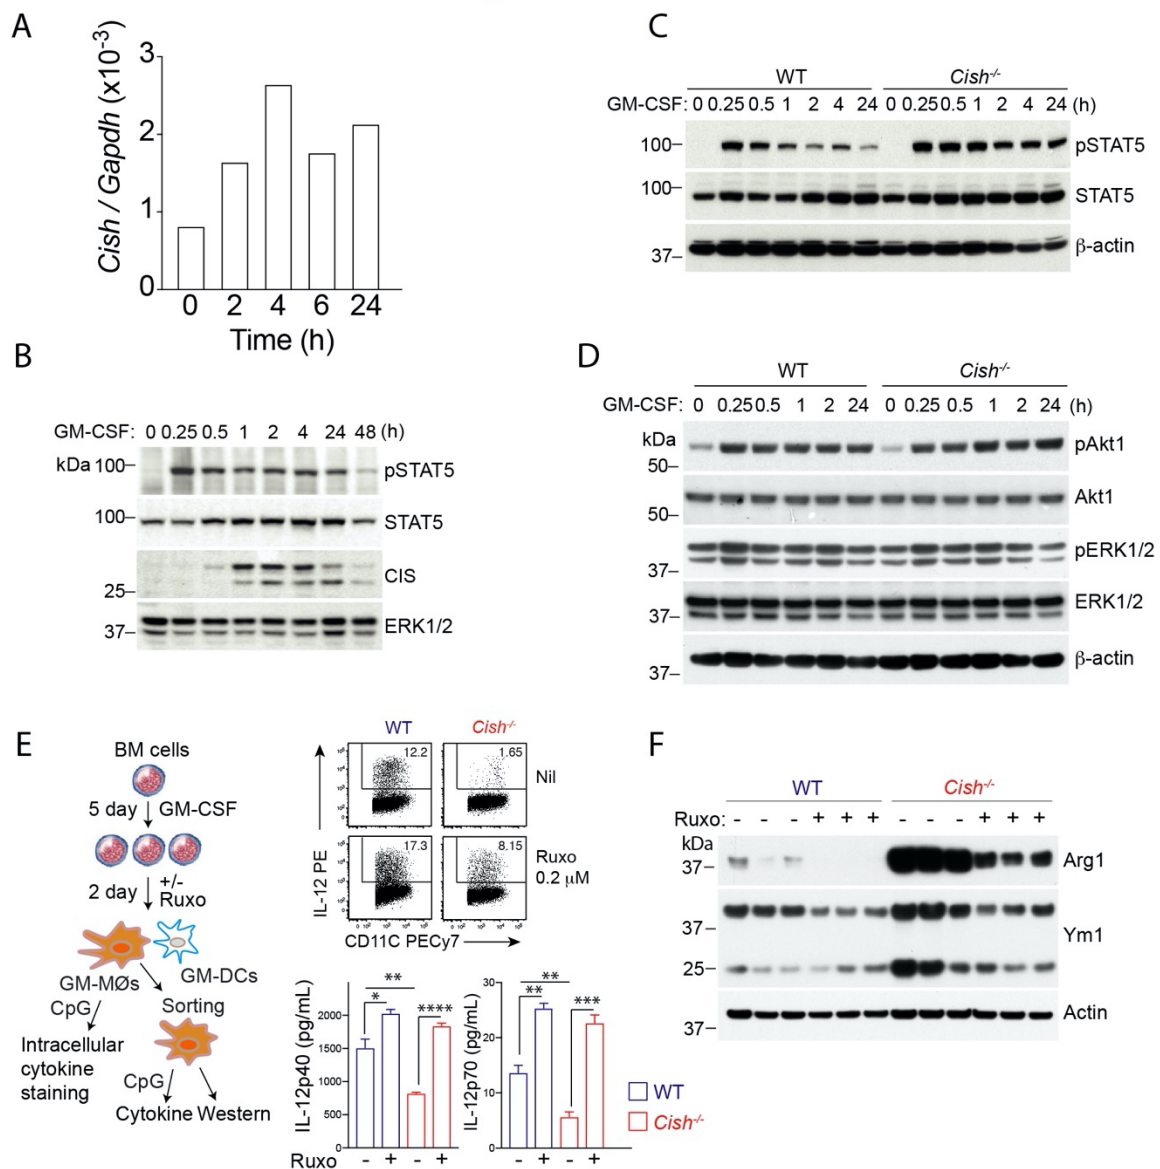 A
Cish / Gapdh (x10-3)
3
2
1
0
0 2 4 6 24
Time (h)
B
GM-CSF: 0 0.25 0.5 1 2 4 24 48 (h)
kDa 100– pSTAT5
100– STAT5
CIS
25–
37– ERK1/2
C
WT Cish-/-
GM-CSF: 0 0.25 0.5 1 2 4 24 0 0.25 0.5 1 2 4 24 (h)
100– pSTAT5
100– STAT5
β-actin
37–
D
WT Cish-/-
GM-CSF: 0 0.25 0.5 1 2 24 0 0.25 0.5 1 2 24 (h)
kDa pAkt1
50–
Akt1
50–
pERK1/2
37–
ERK1/2
37–
β-actin
37–
E
BM cells
5 day GM-CSF
2 day +/-
Ruxo
GM-MØs GM-DCs
CpG Sorting
Intracellular
cytokine
staining
CpG
Cytokine Western
WT Cish-/-
12.2 1.65
Nil
17.3 8.15
Ruxo
0.2 μM
IL-12 PE
CD11C PECy7
IL-12p40 (pg/mL)
2000
1500
1000
500
0
** * ****
IL-12p70 (pg/mL)
30
20
10
0
** ** ***
Ruxo - + - + - + - +
WT
Cish-/-
F
WT Cish-/-
Ruxo: - - - + + + - - - + + +
kDa
37– Arg1
37– Ym1
25–
Actin
37–